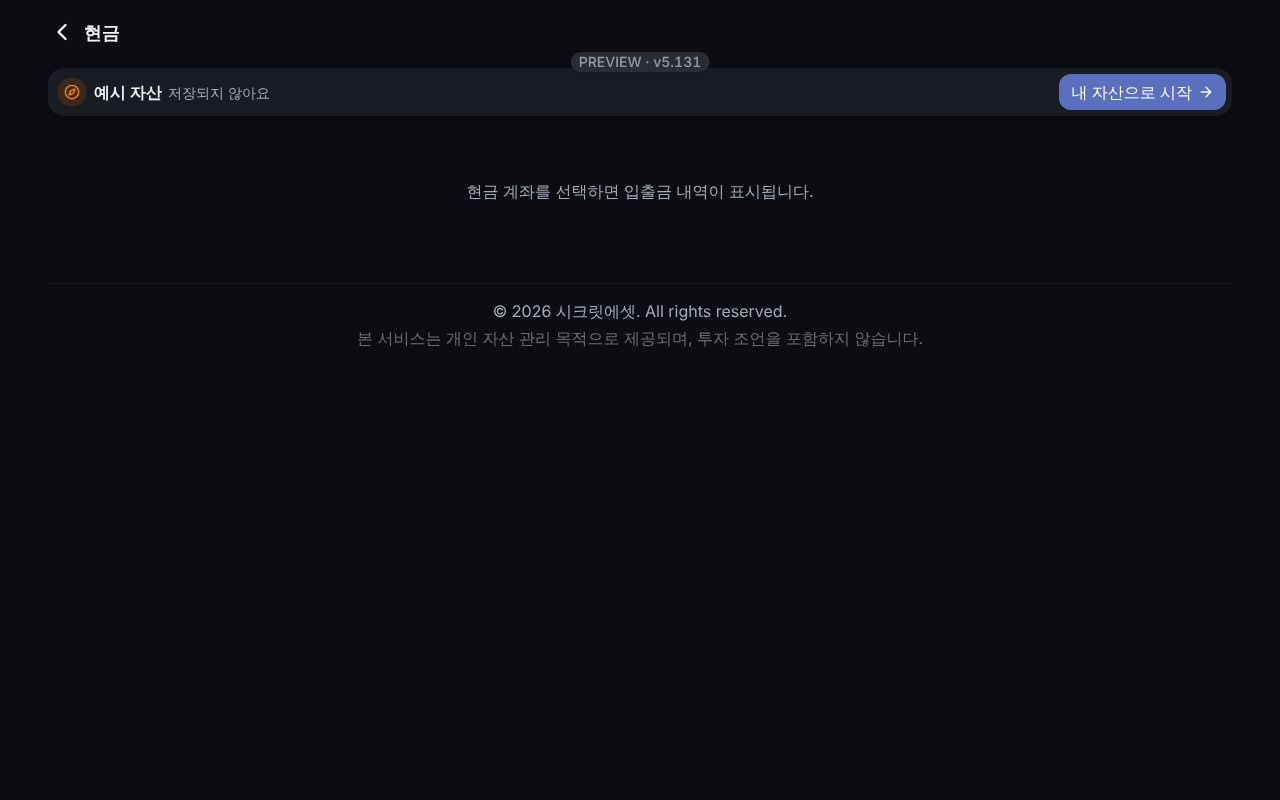 현금
PREVIEW · v5.131
예시 자산 저장되지 않아요
내 자산으로 시작 →
현금 계좌를 선택하면 입출금 내역이 표시됩니다.
© 2026 시크릿에셋. All rights reserved.
본 서비스는 개인 자산 관리 목적으로 제공되며, 투자 조언을 포함하지 않습니다.